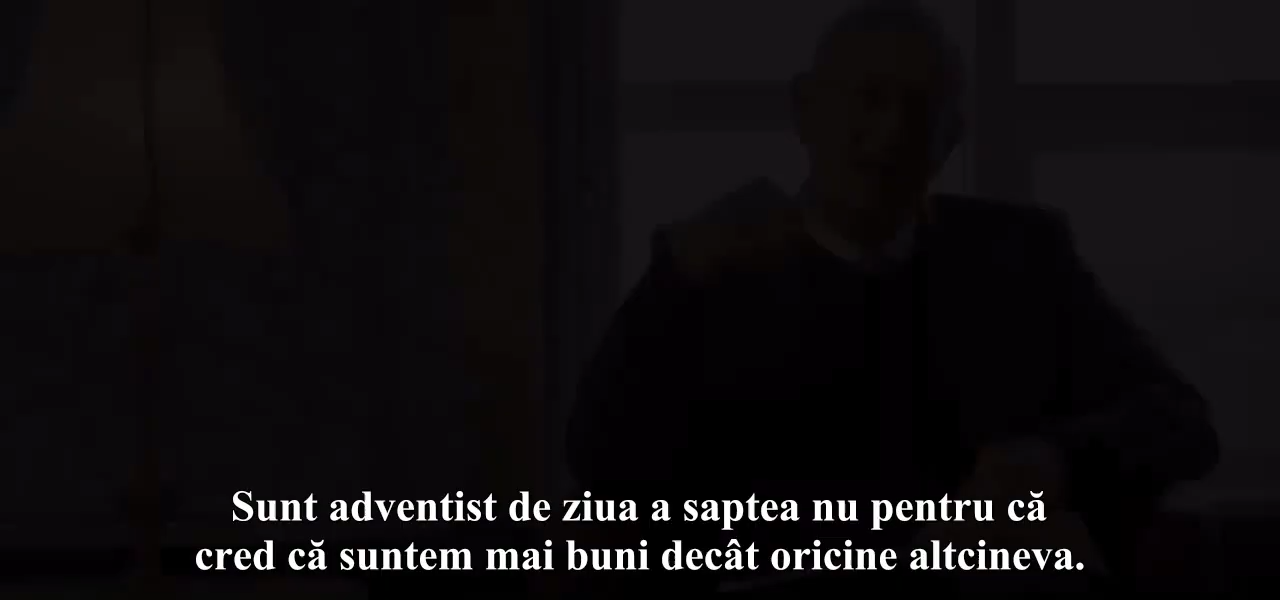 Sunt adventist de ziua a saptea nu pentru că
cred că suntem mai buni decât oricine altcineva.